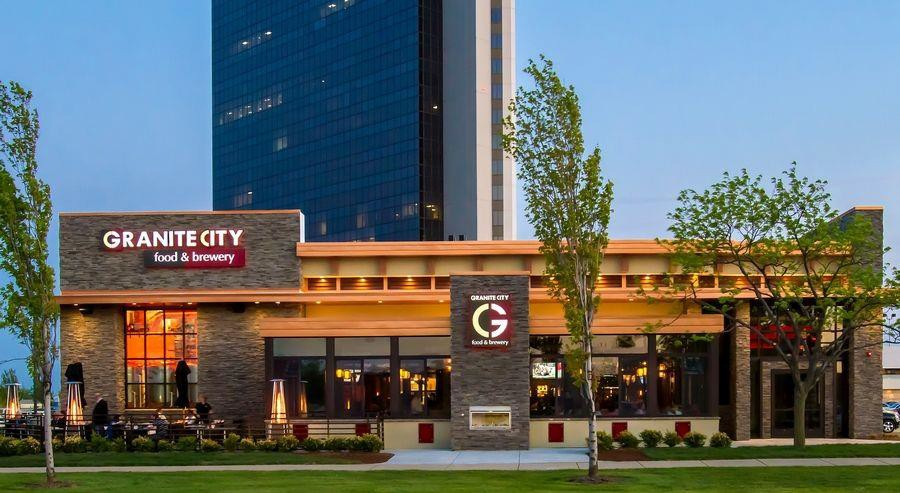 GRANITE CITY
food & brewery
GRANITE CITY
G
food & brewery